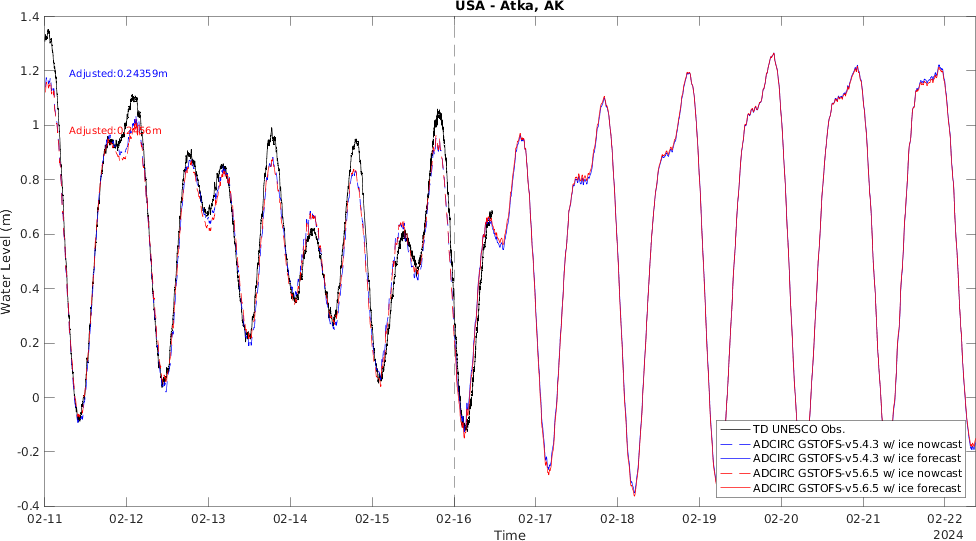 USA - Atka, AK
1.4
1.2
1
0.8
0.6
0.4
0.2
0
-0.2
-0.4
Water Level (m)
Adjusted:0.24359m
TD UNESCO Obs.
ADCIRC GSTOFS-v5.4.3 w/ ice nowcast
ADCIRC GSTOFS-v5.4.3 w/ ice forecast
ADCIRC GSTOFS-v5.6.5 w/ ice nowcast
ADCIRC GSTOFS-v5.6.5 w/ ice forecast
02-11 02-12 02-13 02-14 02-15 02-16 02-17 02-18 02-19 02-20 02-21 02-22
2024
Time